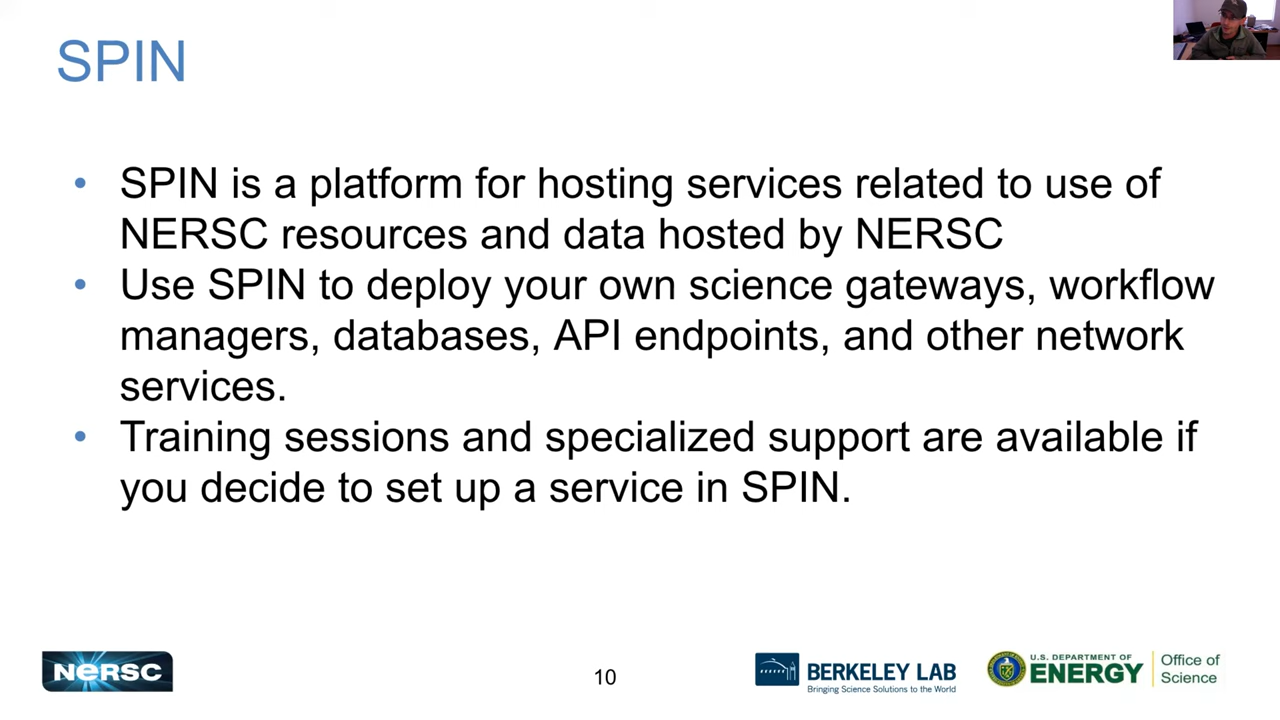 SPIN
• SPIN is a platform for hosting services related to use of
NERSC resources and data hosted by NERSC
• Use SPIN to deploy your own science gateways, workflow
managers, databases, API endpoints, and other network
services.
• Training sessions and specialized support are available if
you decide to set up a service in SPIN.
NERSC
10
BERKELEY LAB
Bringing Science Solutions to the World
U.S. DEPARTMENT OF
ENERGY
Office of
Science